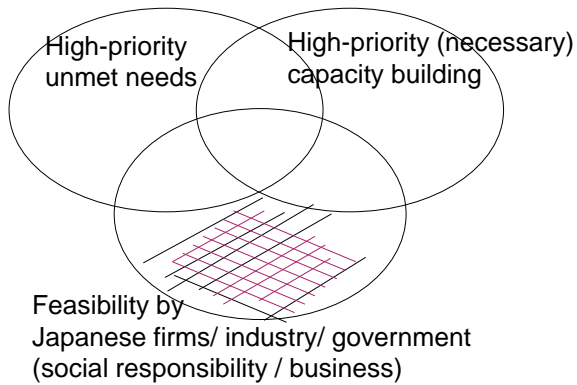 High-priority
unmet needs
High-priority (necessary)
capacity building
Feasibility by
Japanese firms/ industry/ government
(social responsibility / business)